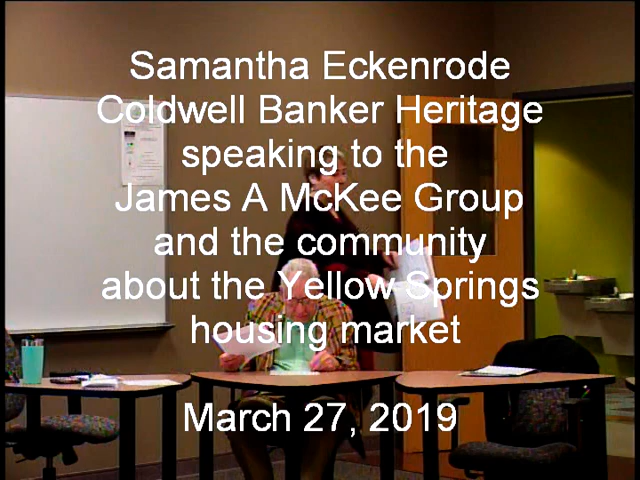 Samantha Eckenrode
Coldwell Banker Heritage
speaking to the
James A McKee Group
and the community
about the Yellow Springs
housing market
March 27, 2019